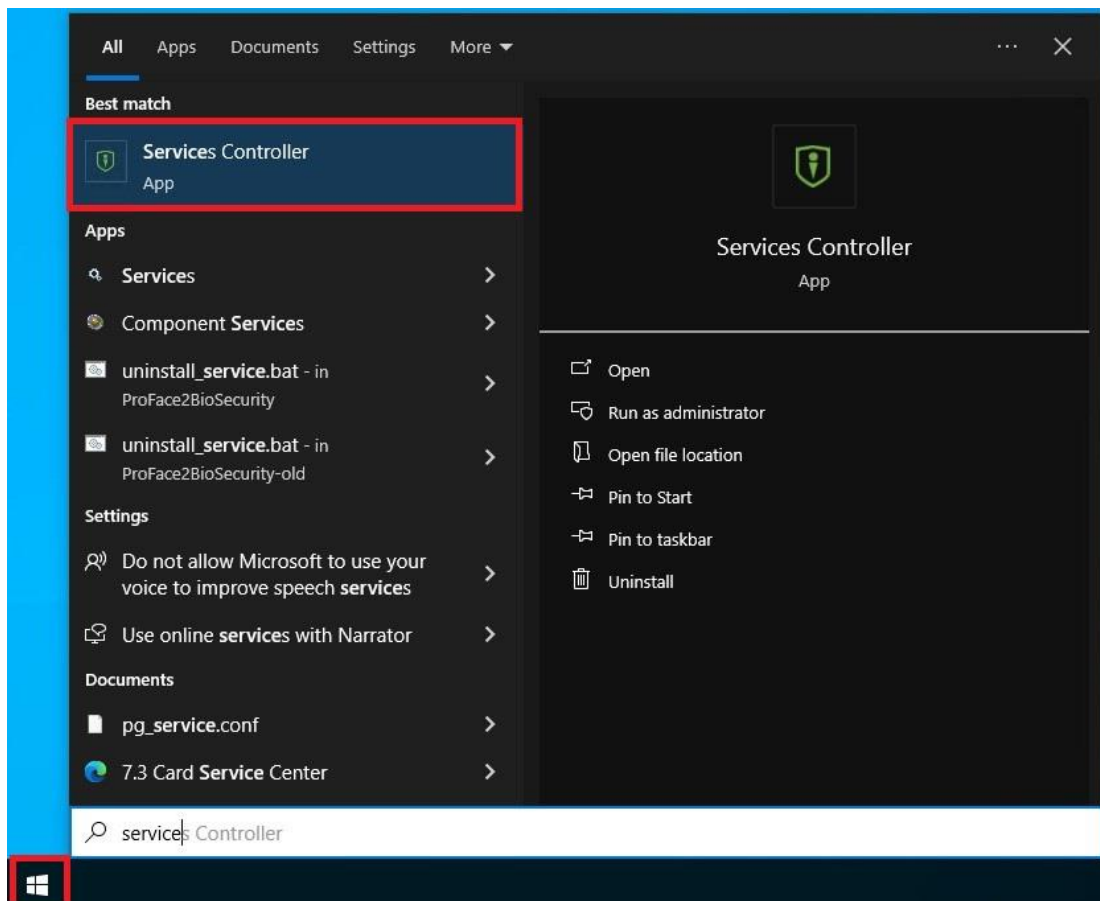 All Apps Documents Settings More
Best match
Services Controller
App
Apps
Services
Component Services
uninstall_service.bat - in
ProFace2BioSecurity
uninstall_service.bat - in
ProFace2BioSecurity-old
Settings
Do not allow Microsoft to use your
voice to improve speech services
Use online services with Narrator
Documents
pg_service.conf
7.3 Card Service Center
Services Controller
App
Open
Run as administrator
Open file location
Pin to Start
Pin to taskbar
Uninstall
services Controller